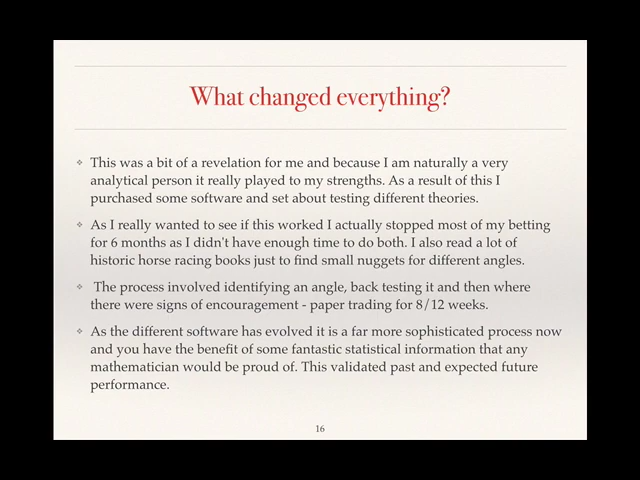 What changed everything?
❖ This was a bit of a revelation for me and because I am naturally a very
analytical person it really played to my strengths. As a result of this I
purchased some software and set about testing different theories.
❖ As I really wanted to see if this worked I actually stopped most of my betting
for 6 months as I didn't have enough time to do both. I also read a lot of
historic horse racing books just to find small nuggets for different angles.
❖ The process involved identifying an angle, back testing it and then where
there were signs of encouragement - paper trading for 8/12 weeks.
❖ As the different software has evolved it is a far more sophisticated process now
and you have the benefit of some fantastic statistical information that any
mathematician would be proud of. This validated past and expected future
performance.
16